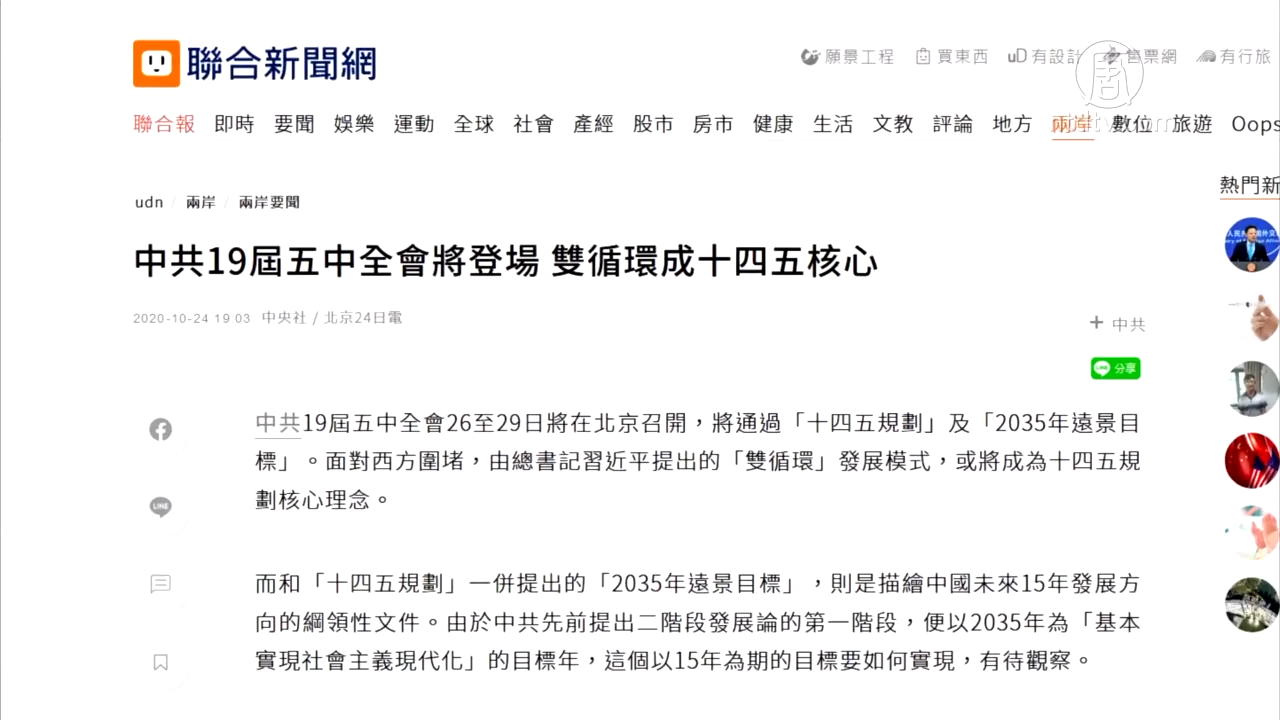 聯合新聞網
願景工程 買東西 uD 有設計 售票網 有行旅
聯合報 即時 要聞 娛樂 運動 全球 社會 產經 股市 房市 健康 生活 文教 評論 地方 兩岸 數位 旅遊 Oops
熱門新
udn / 兩岸 / 兩岸要聞
中共19屆五中全會將登場 雙循環成十四五核心
2020-10-24 19:03 中央社 / 北京24日電
+ 中共
分享
中共19屆五中全會26至29日將在北京召開，將通過「十四五規劃」及「2035年遠景目
標」。面對西方圍堵，由總書記習近平提出的「雙循環」發展模式，或將成為十四五規
劃核心理念。
而和「十四五規劃」一併提出的「2035年遠景目標」，則是描繪中國未來15年發展方
向的綱領性文件。由於中共先前提出二階段發展論的第一階段，便以2035年為「基本
實現社會主義現代化」的目標年，這個以15年為期的目標要如何實現，有待觀察。